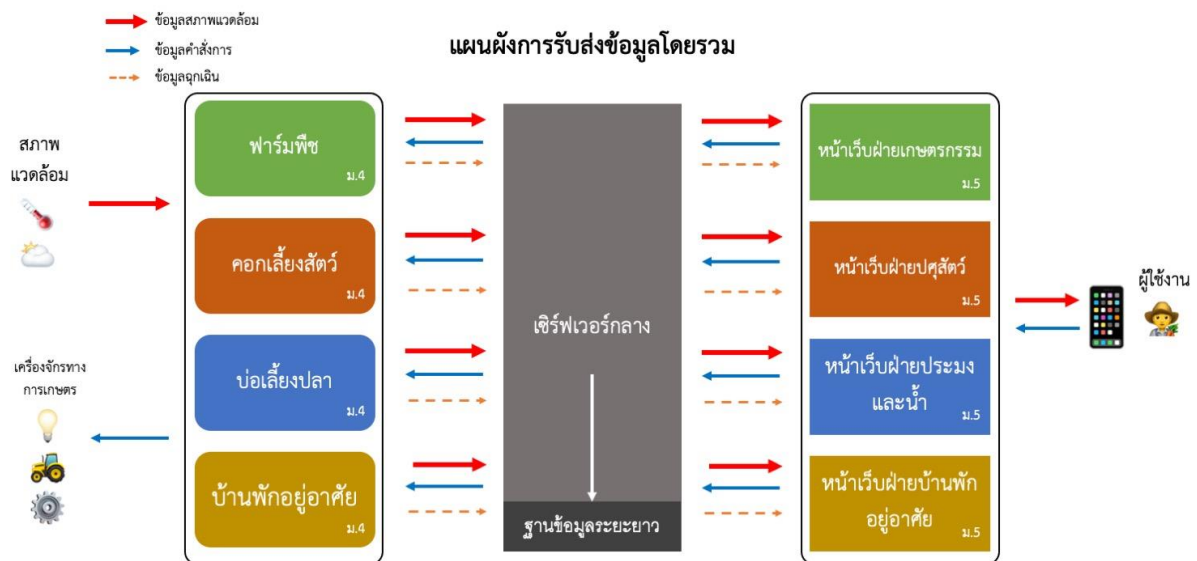 ข้อมูลสภาพแวดล้อม
ข้อมูลคำสั่งการ
ข้อมูลฉุกเฉิน
แผนผังการรับส่งข้อมูลโดยรวม
สภาพ
แวดล้อม
เครื่องจักรทาง
การเกษตร
ฟาร์มพืช
ม.4
คอกเลี้ยงสัตว์
ม.4
บ่อเลี้ยงปลา
ม.4
บ้านพักอยู่อาศัย
ม.4
เซิร์ฟเวอร์กลาง
ฐานข้อมูลระยะยาว
หน้าเว็บฝ่ายเกษตรกรรม
ม.5
หน้าเว็บฝ่ายปศุสัตว์
ม.5
หน้าเว็บฝ่ายประมง
และน้ำ
ม.5
หน้าเว็บฝ่ายบ้านพัก
อยู่อาศัย
ม.5
ผู้ใช้งาน